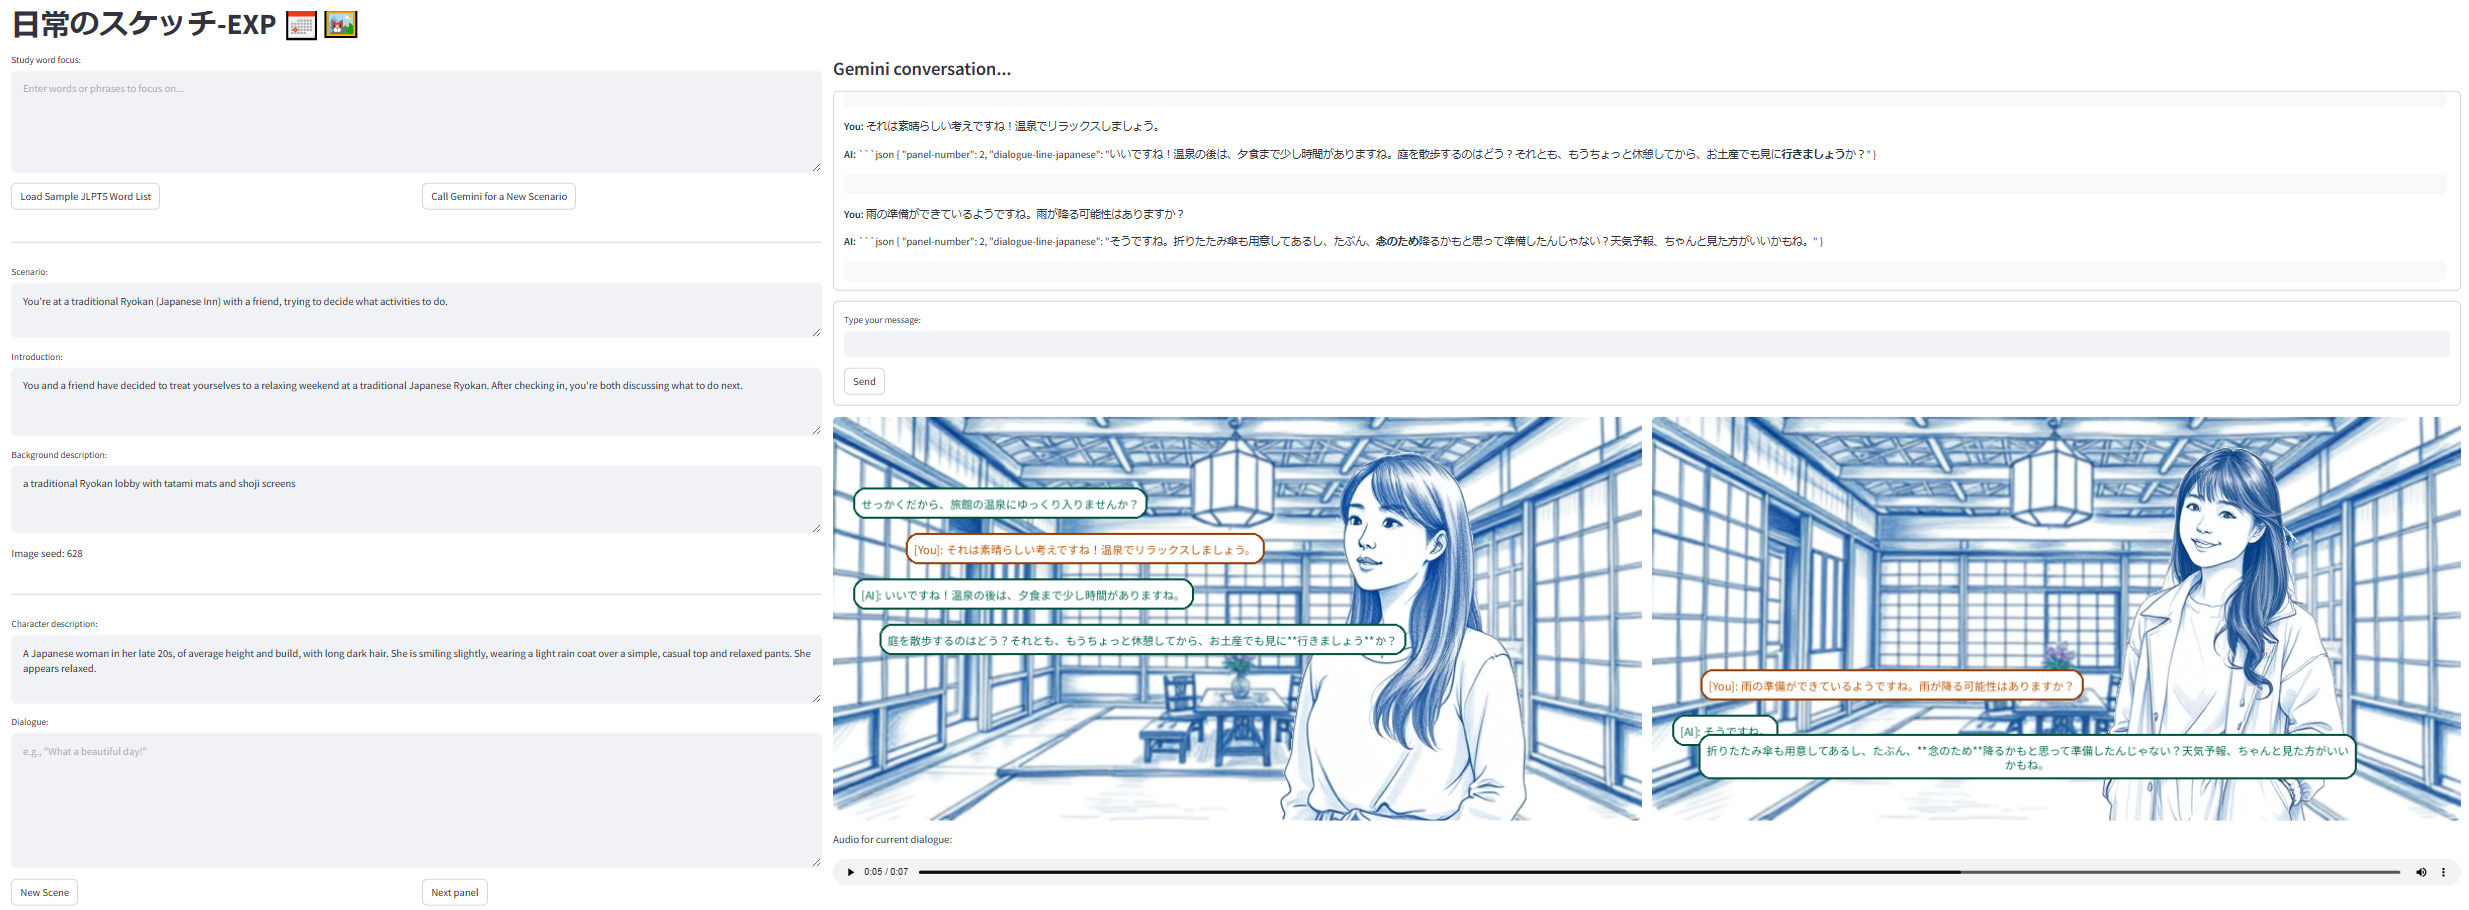 日常のスケッチ-EXP
Study word focus:
Enter words or phrases to focus on...
Load Sample JLPT5 Word List
Call Gemini for a New Scenario
Scenario:
You're at a traditional Ryokan (Japanese Inn) with a friend, trying to decide what activities to do.
Introduction:
You and a friend have decided to treat yourselves to a relaxing weekend at a traditional Japanese Ryokan. After checking in, you're both discussing what to do next.
Background description:
a traditional Ryokan lobby with tatami mats and shoji screens
Image seed: 628
Character description:
A Japanese woman in her late 20s, of average height and build, with long dark hair. She is smiling slightly, wearing a light rain coat over a simple, casual top and relaxed pants. She
appears relaxed.
Dialogue:
e.g., "What a beautiful day!"
New Scene
Next panel
Gemini conversation...
You: それは素晴らしい考えですね！温泉でリラックスしましょう。
AI: ```json { "panel-number": 2, "dialogue-line-japanese": "いいですね！温泉の後は、夕食まで少し時間がありますね。庭を散歩するのはどう？それとも、もうちょっと休憩してから、お土産でも見に行きましょうか？" }
You: 雨の準備ができているようですね。雨が降る可能性はありますか？
AI: ```json { "panel-number": 2, "dialogue-line-japanese": "そうですね。折りたたみ傘も用意してあるし、たぶん、念のため降るかもと思って準備したんじゃない？天気予報、ちゃんと見た方がいいかもね。" }
Type your message:
Send
せっかくだから、旅館の温泉にゆっくり入りませんか？
[You]: それは素晴らしい考えですね！温泉でリラックスしましょう。
[AI]: いいですね！温泉の後は、夕食まで少し時間がありますね。
庭を散歩するのはどう？それとも、もうちょっと休憩してから、お土産でも見に**行きましょう**か？
[You]: 雨の準備ができているようですね。雨が降る可能性はありますか？
[AI]: そうですね。
折りたたみ傘も用意してあるし、たぶん、**念のため**降るかもと思って準備したんじゃない？天気予報、ちゃんと見た方がいい
かもね。
Audio for current dialogue:
0:05 / 0:07